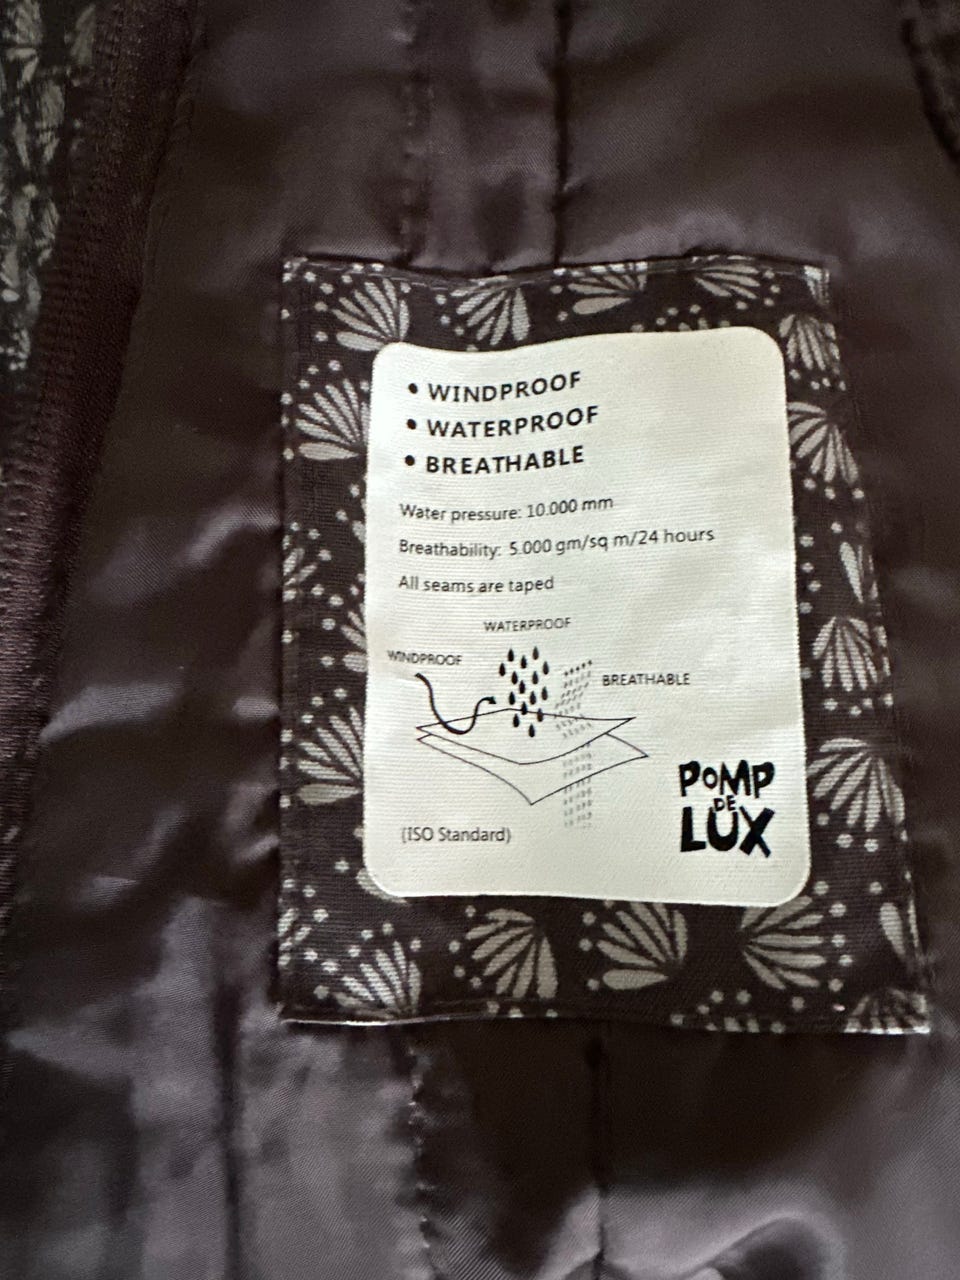 • WINDPROOF
• WATERPROOF
• BREATHABLE
Water pressure: 10.000 mm
Breathability: 5.000 gm/sq m/24 hours
All seams are taped
WATERPROOF
WINDPROOF
BREATHABLE
POMP
DE
LUX
(ISO Standard)